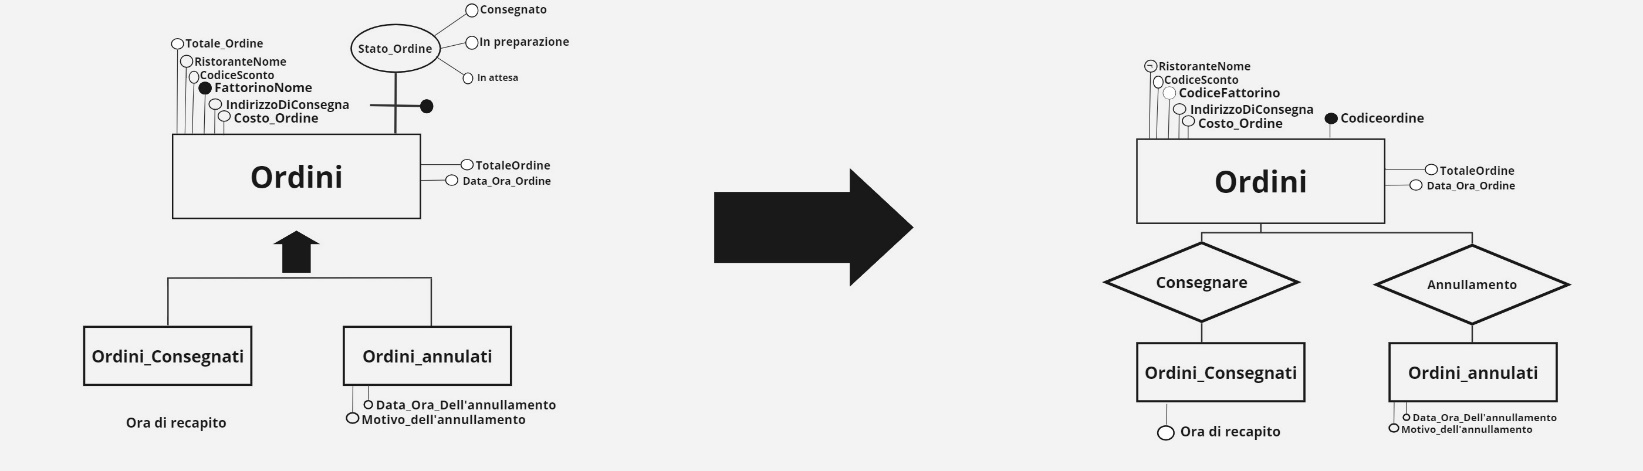 Consegnato
Totale_Ordine
Stato_Ordine
In preparazione
RistoranteNome
CodiceSconto
In attesa
FattorinoNome
IndirizzoDiConsegna
Costo_Ordine
Ordini
TotaleOrdine
Data_Ora_Ordine
Ordini_Consegnati
Ordini_annulati
Data_Ora_Dell'annullamento
Motivo_dell'annullamento
Ora di recapito
RistoranteNome
CodiceSconto
CodiceFattorino
IndirizzoDiConsegna
Costo_Ordine
Codiceordine
Ordini
TotaleOrdine
Data_Ora_Ordine
Consegnare
Annullamento
Ordini_Consegnati
Ordini_annulati
Data_Ora_Dell'annullamento
Motivo_dell'annullamento
Ora di recapito